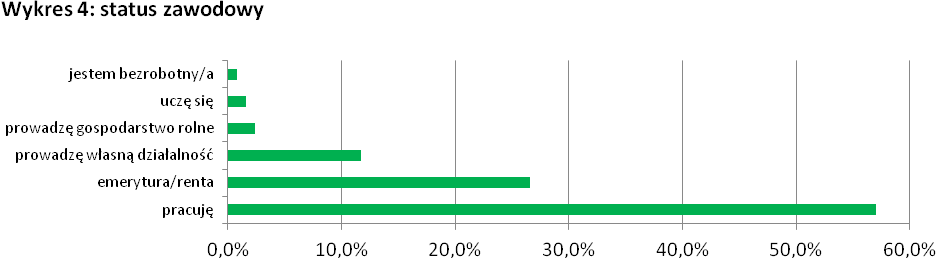 Wykres 4: status zawodowy
jestem bezrobotny/a
uczę się
prowadzę gospodarstwo rolne
prowadzę własną działalność
emerytura/renta
pracuję
0,0% 10,0% 20,0% 30,0% 40,0% 50,0% 60,0%